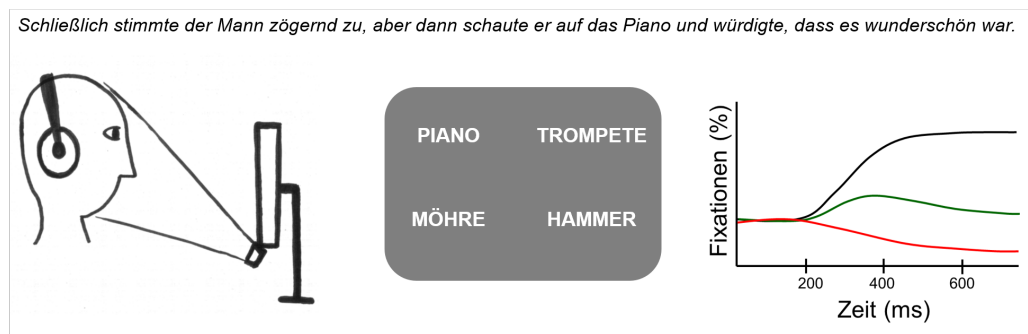 Schließlich stimmte der Mann zögernd zu, aber dann schaute er auf das Piano und würdigte, dass es wunderschön war.
PIANO TROMPETE
MÖHRE HAMMER
Fixationen (%)
200 400 600
Zeit (ms)